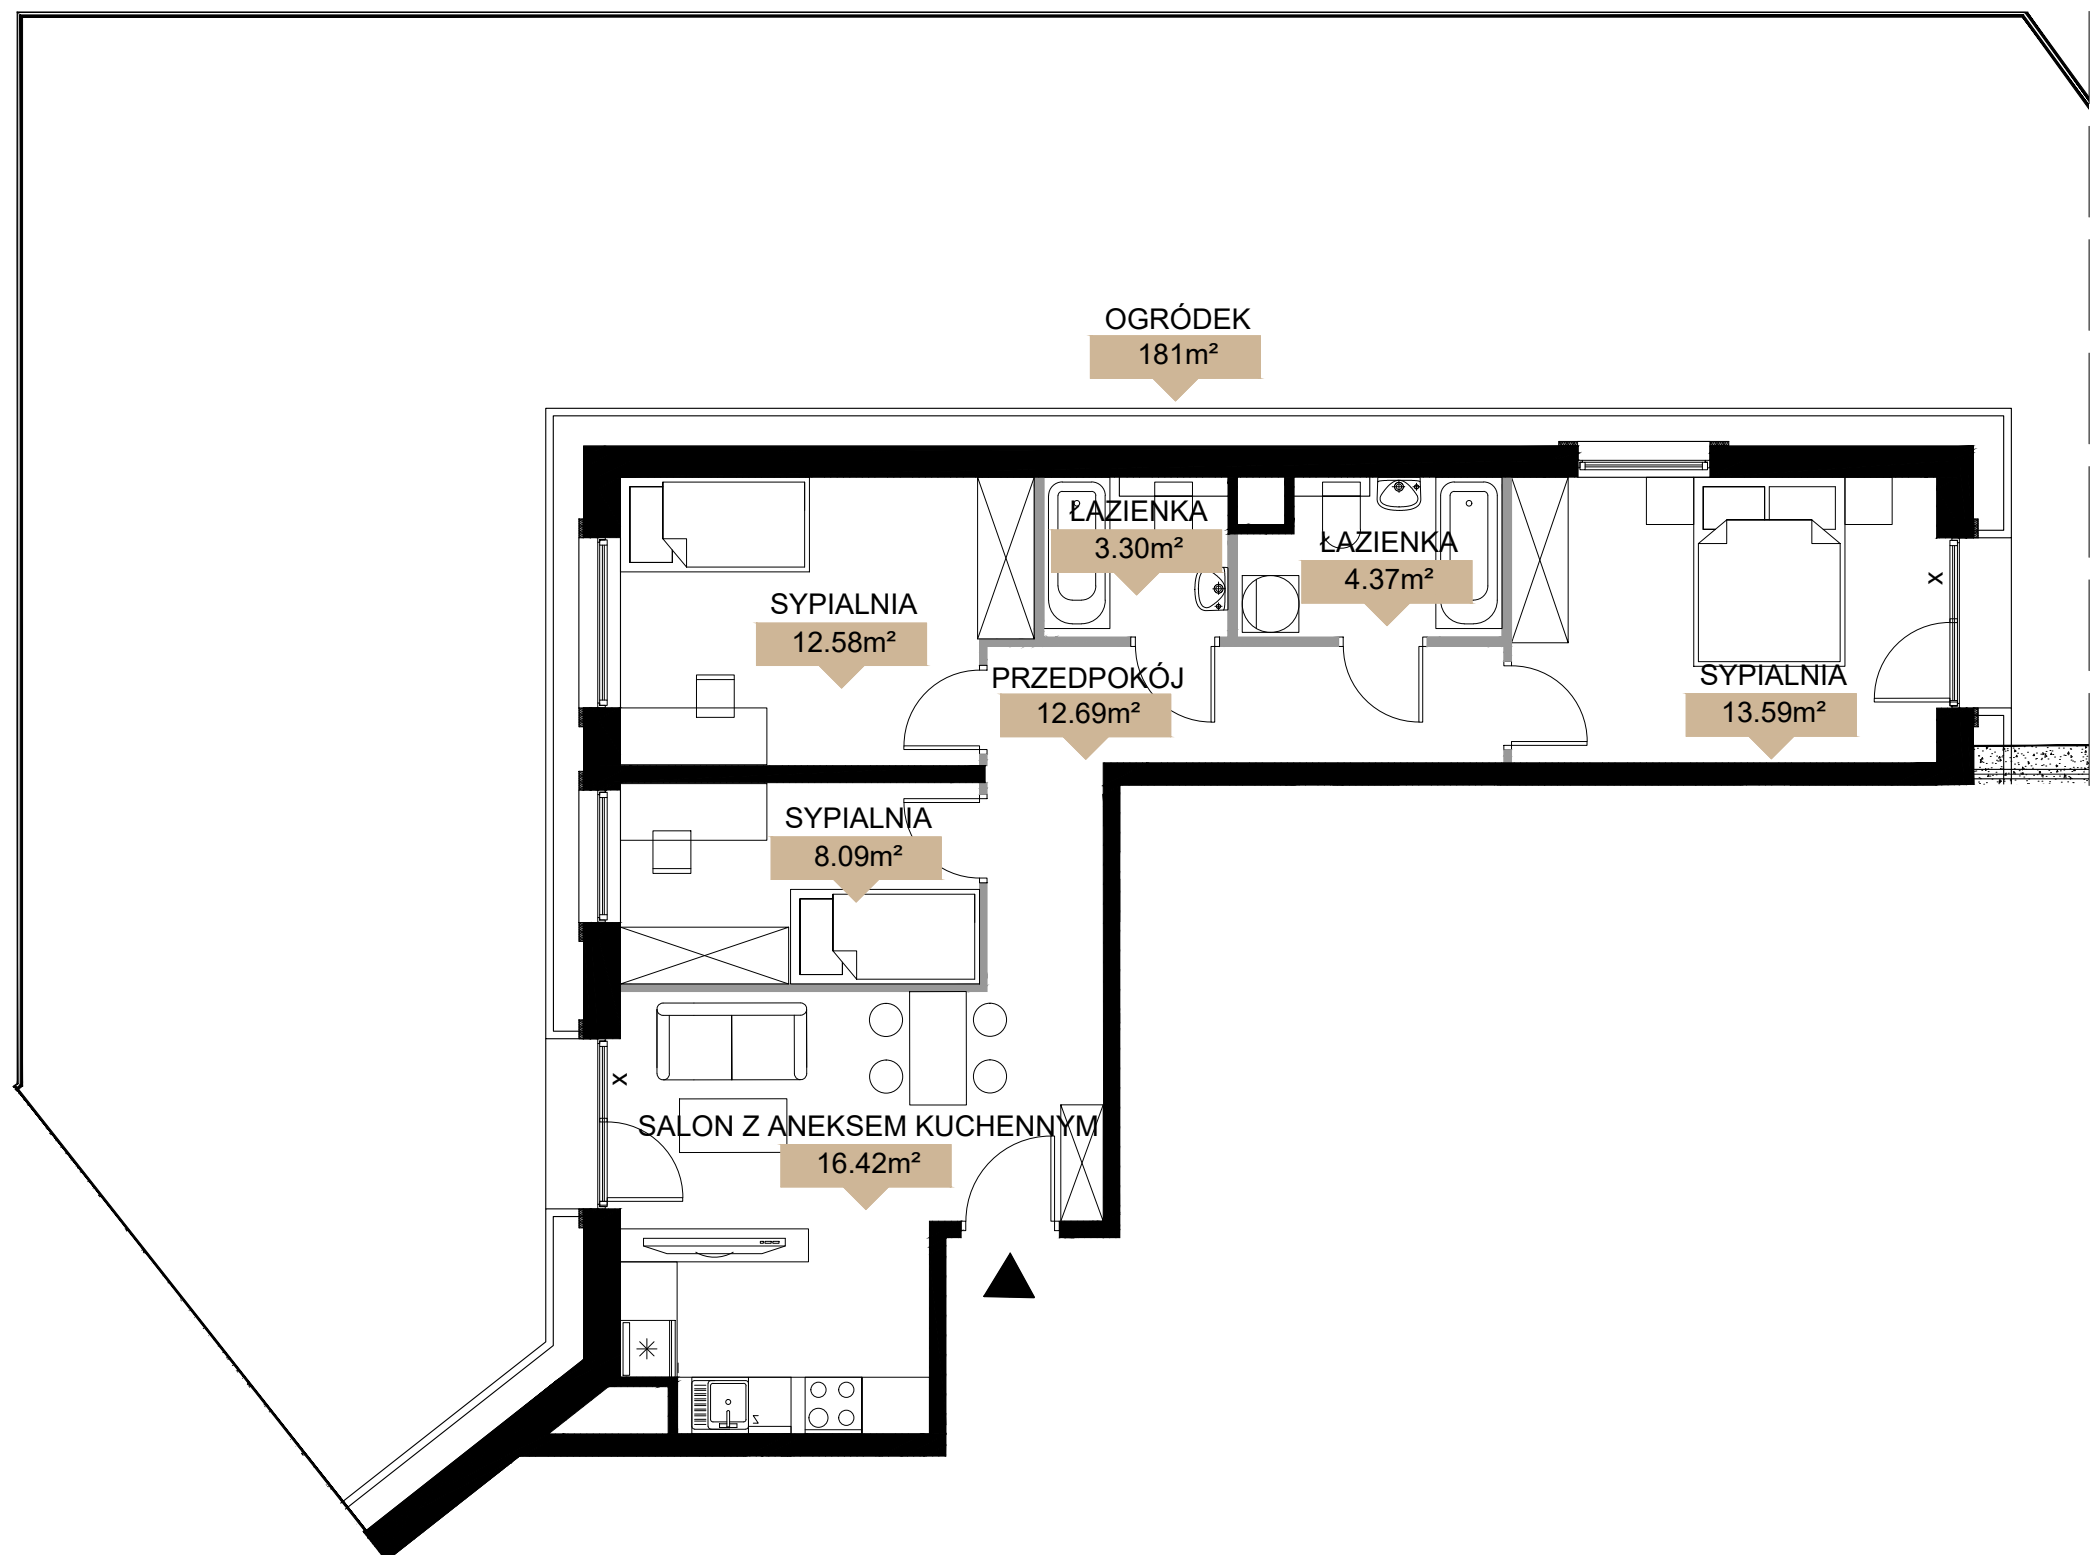 OGRÓDEK
181m²
ŁAZIENKA
3.30m²
ŁAZIENKA
4.37m²
SYPIALNIA
12.58m²
PRZEDPOKÓJ
12.69m²
SYPIALNIA
13.59m²
SYPIALNIA
8.09m²
SALON Z ANEKSEM KUCHENNYM
16.42m²
x
x
z